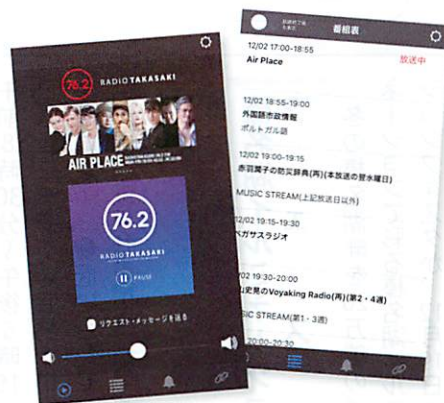 76.2
RADIO TAKASAKI
AIR PLACE
76.2
RADIO TAKASAKI
PAUSE
リクエスト・メッセージを送る
番組表
12/02 17:00-18:55
Air Place
放送中
12/02 18:55-19:00
外国語市政情報
ポルトガル語
12/02 19:00-19:15
赤羽潤子の防災辞典(再)(本放送の翌水曜日)
MUSIC STREAM(上記放送日以外)
12/02 19:15-19:30
ペガサスラジオ
12/02 19:30-20:00
山史晃のVoyaking Radio(再)(第2・4週)
SIC STREAM(第1・3週)
20:00-20:30